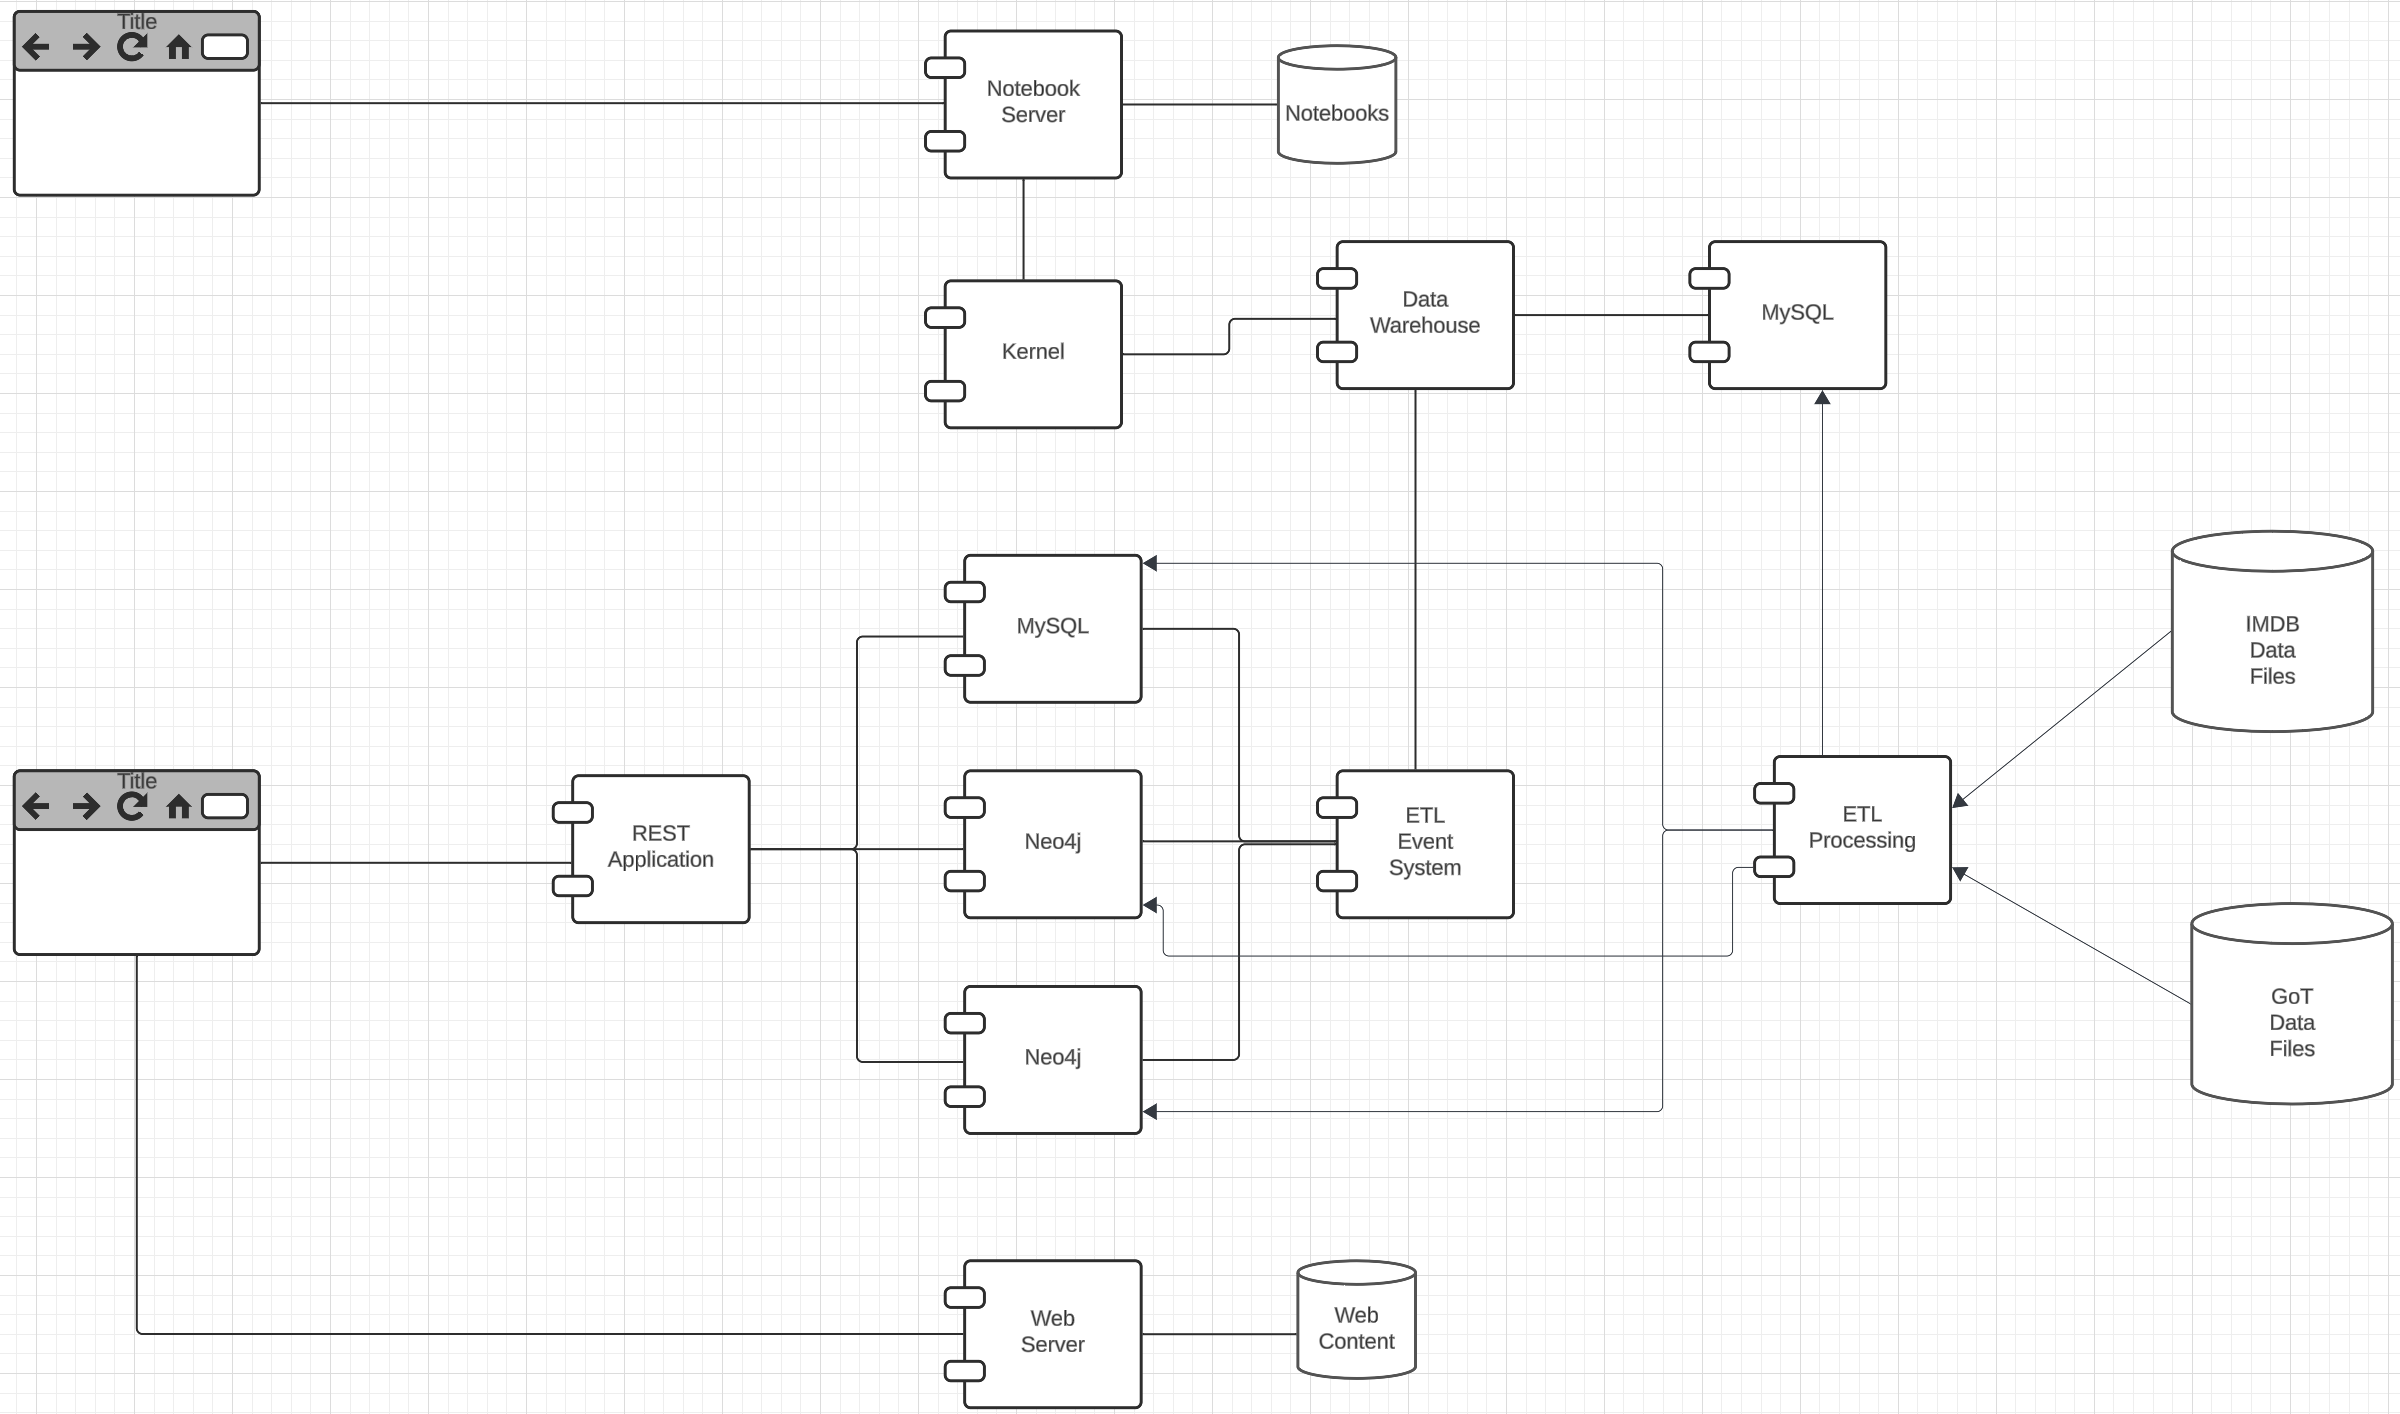 Title
Notebook
Server
Notebooks
Data
Warehouse
MySQL
Kernel
MySQL
IMDB
Data
Files
Title
REST
Application
Neo4j
ETL
Event
System
ETL
Processing
Neo4j
GoT
Data
Files
Web
Server
Web
Content